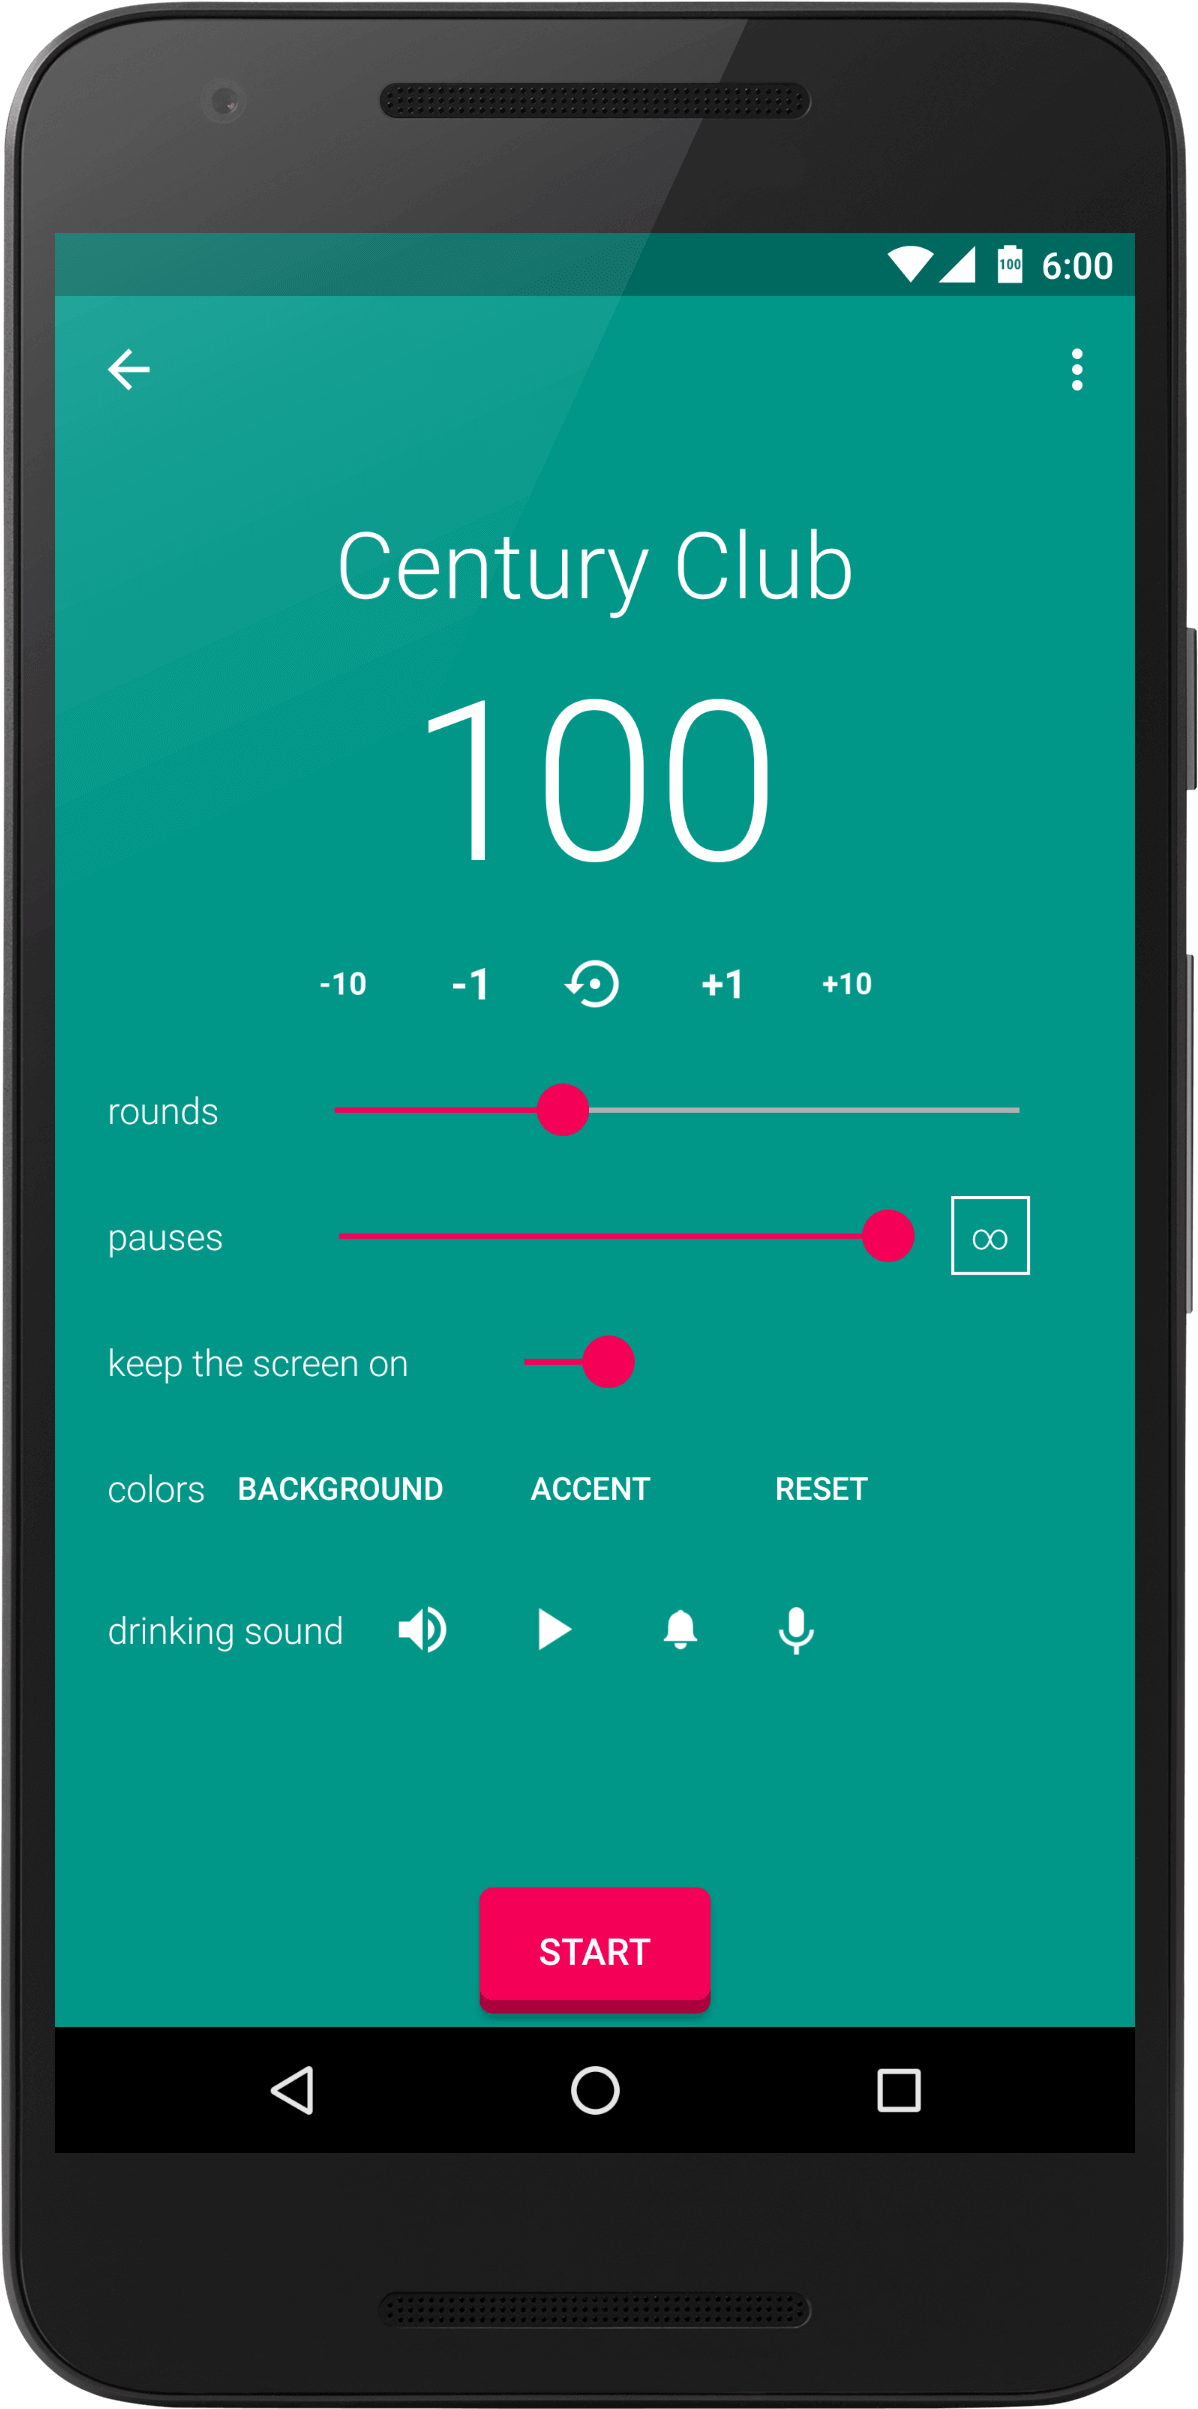 100 6:00
Century Club
100
-10 -1 +1 +10
rounds
pauses ∞
keep the screen on
colors BACKGROUND ACCENT RESET
drinking sound
START